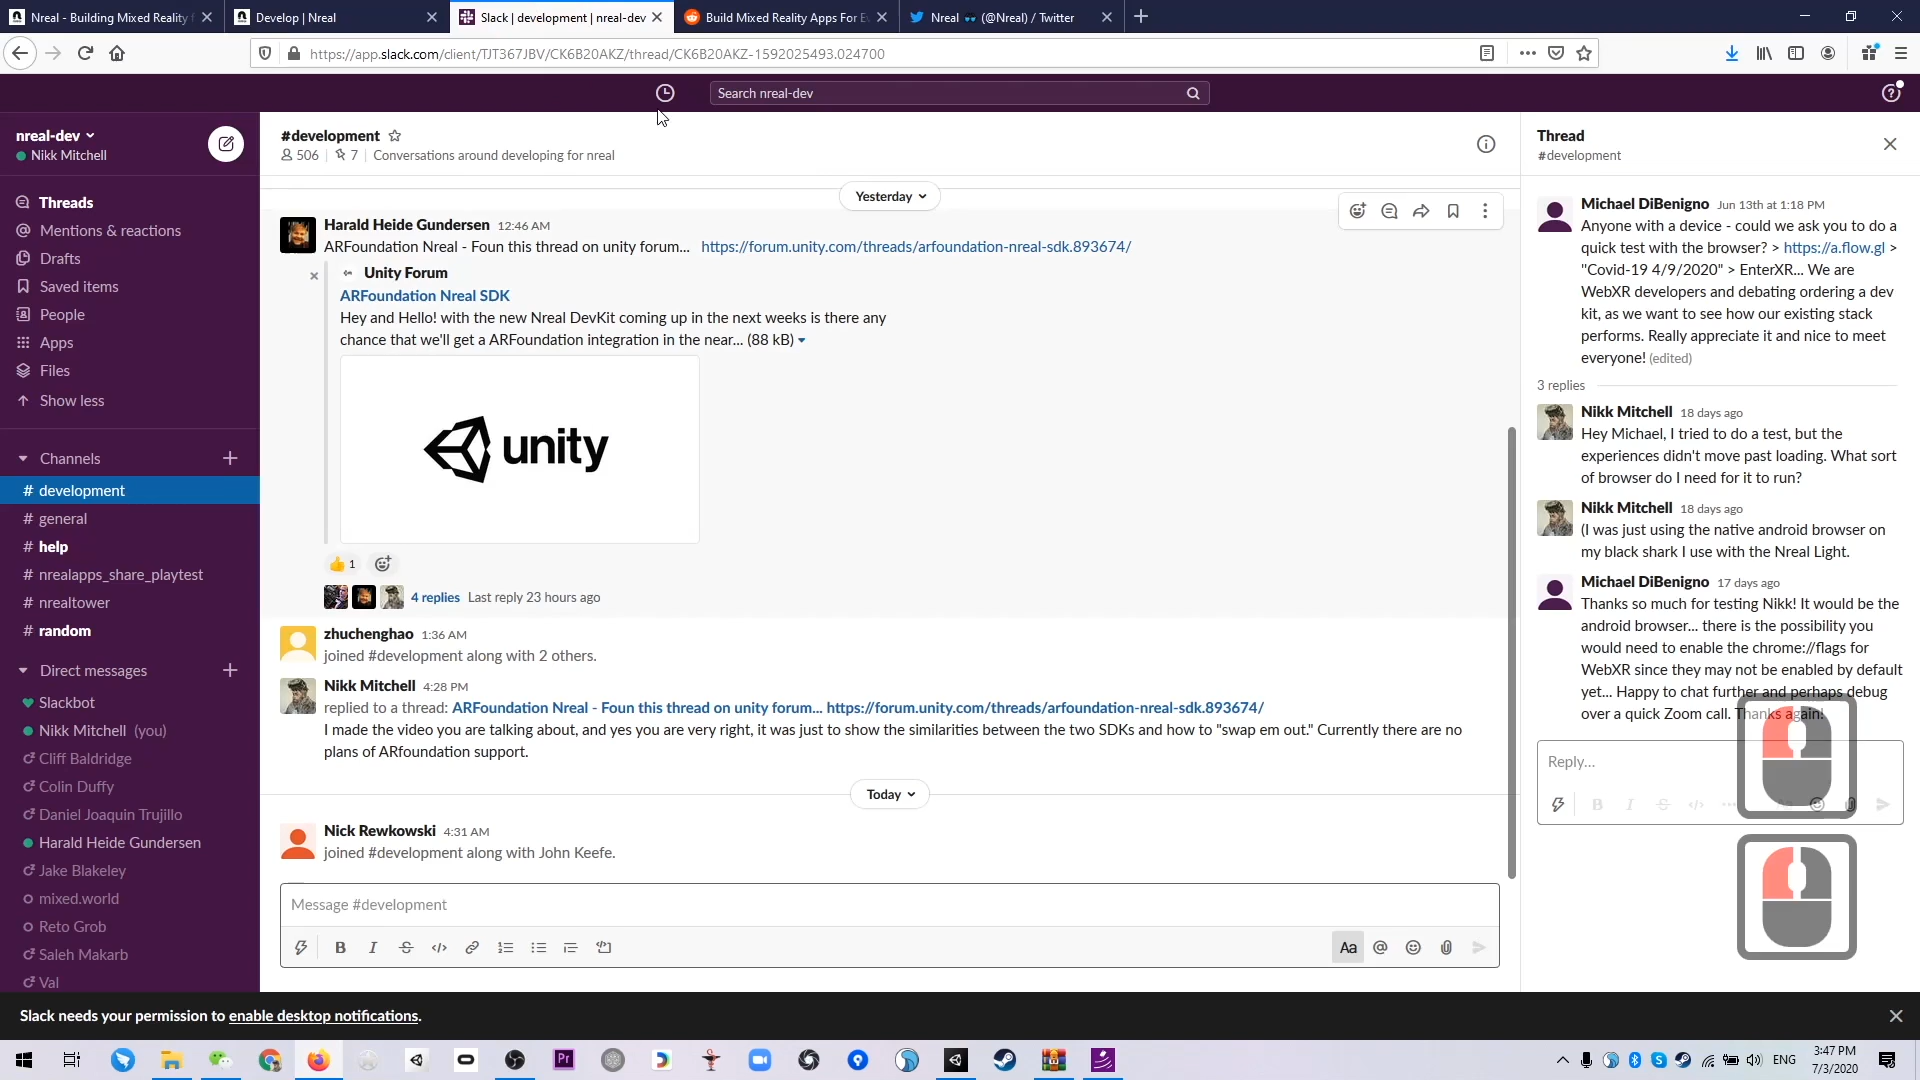 Nreal - Building Mixed Reality f
Develop | Nreal
Slack | development | nreal-dev
Build Mixed Reality Apps For E
Nreal 🕶 (@Nreal) / Twitter
https://app.slack.com/client/TJT367JBV/CK6B20AKZ/thread/CK6B20AKZ-1592025493.024700
Search nreal-dev
nreal-dev
Nikk Mitchell
Threads
Mentions & reactions
Drafts
Saved items
People
Apps
Files
Show less
Channels
# development
# general
# help
# nrealapps_share_playtest
# nrealtower
# random
Direct messages
Slackbot
Nikk Mitchell (you)
Cliff Baldridge
Colin Duffy
Daniel Joaquin Trujillo
Harald Heide Gundersen
Jake Blakeley
mixed.world
Reto Grob
Saleh Makarb
Val
#development
506 | 7 | Conversations around developing for nreal
Yesterday
Harald Heide Gundersen 12:46 AM
ARFoundation Nreal - Foun this thread on unity forum... https://forum.unity.com/threads/arfoundation-nreal-sdk.893674/
Unity Forum
ARFoundation Nreal SDK
Hey and Hello! with the new Nreal DevKit coming up in the next weeks is there any
chance that we'll get a ARFoundation integration in the near... (88 kB)
unity
👍 1
4 replies Last reply 23 hours ago
zhuchenghao 1:36 AM
joined #development along with 2 others.
Nikk Mitchell 4:28 PM
replied to a thread: ARFoundation Nreal - Foun this thread on unity forum... https://forum.unity.com/threads/arfoundation-nreal-sdk.893674/
I made the video you are talking about, and yes you are very right, it was just to show the similarities between the two SDKs and how to "swap em out." Currently there are no
plans of ARfoundation support.
Today
Nick Rewkowski 4:31 AM
joined #development along with John Keefe.
Message #development
B I S </> Aa @
Thread
#development
Michael DiBenigno Jun 13th at 1:18 PM
Anyone with a device - could we ask you to do a
quick test with the browser? > https://a.flow.gl >
"Covid-19 4/9/2020" > EnterXR... We are
WebXR developers and debating ordering a dev
kit, as we want to see how our existing stack
performs. Really appreciate it and nice to meet
everyone! (edited)
3 replies
Nikk Mitchell 18 days ago
Hey Michael, I tried to do a test, but the
experiences didn't move past loading. What sort
of browser do I need for it to run?
Nikk Mitchell 18 days ago
(I was just using the native android browser on
my black shark I use with the Nreal Light.
Michael DiBenigno 17 days ago
Thanks so much for testing Nikk! It would be the
android browser... there is the possibility you
would need to enable the chrome://flags for
WebXR since they may not be enabled by default
yet... Happy to chat further and perhaps debug
over a quick Zoom call. Thanks again!
Reply...
B I S </>
Slack needs your permission to enable desktop notifications.
Pr
ENG
3:47 PM
7/3/2020